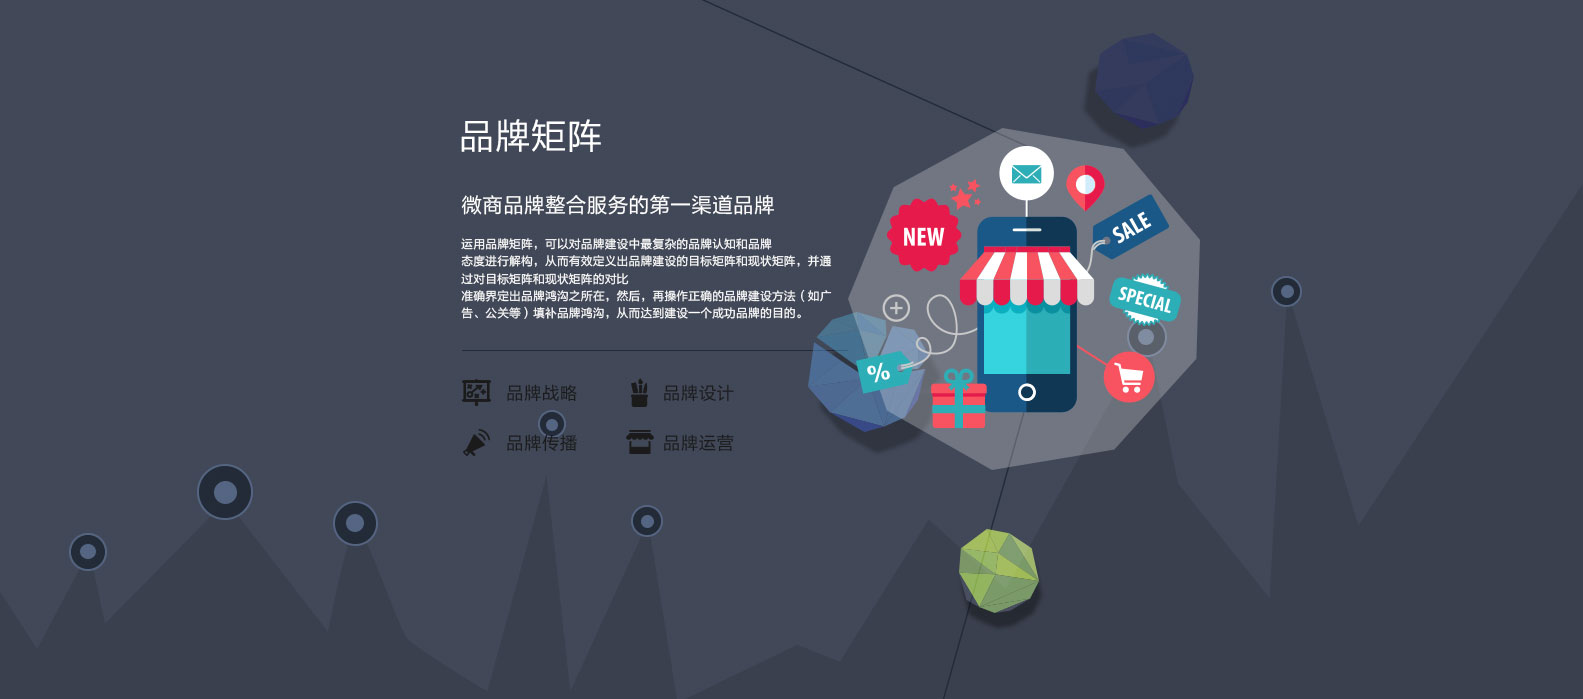 品牌矩阵
微商品牌整合服务的第一渠道品牌
运用品牌矩阵，可以对品牌建设中最复杂的品牌认知和品牌
态度进行解构，从而有效定义出品牌建设的目标矩阵和现状矩阵，并通
过对目标矩阵和现状矩阵的对比
准确界定出品牌鸿沟之所在，然后，再操作正确的品牌建设方法（如广
告、公关等）填补品牌鸿沟，从而达到建设一个成功品牌的目的。
品牌战略
品牌设计
品牌传播
品牌运营
NEW
SALE
SPECIAL
%